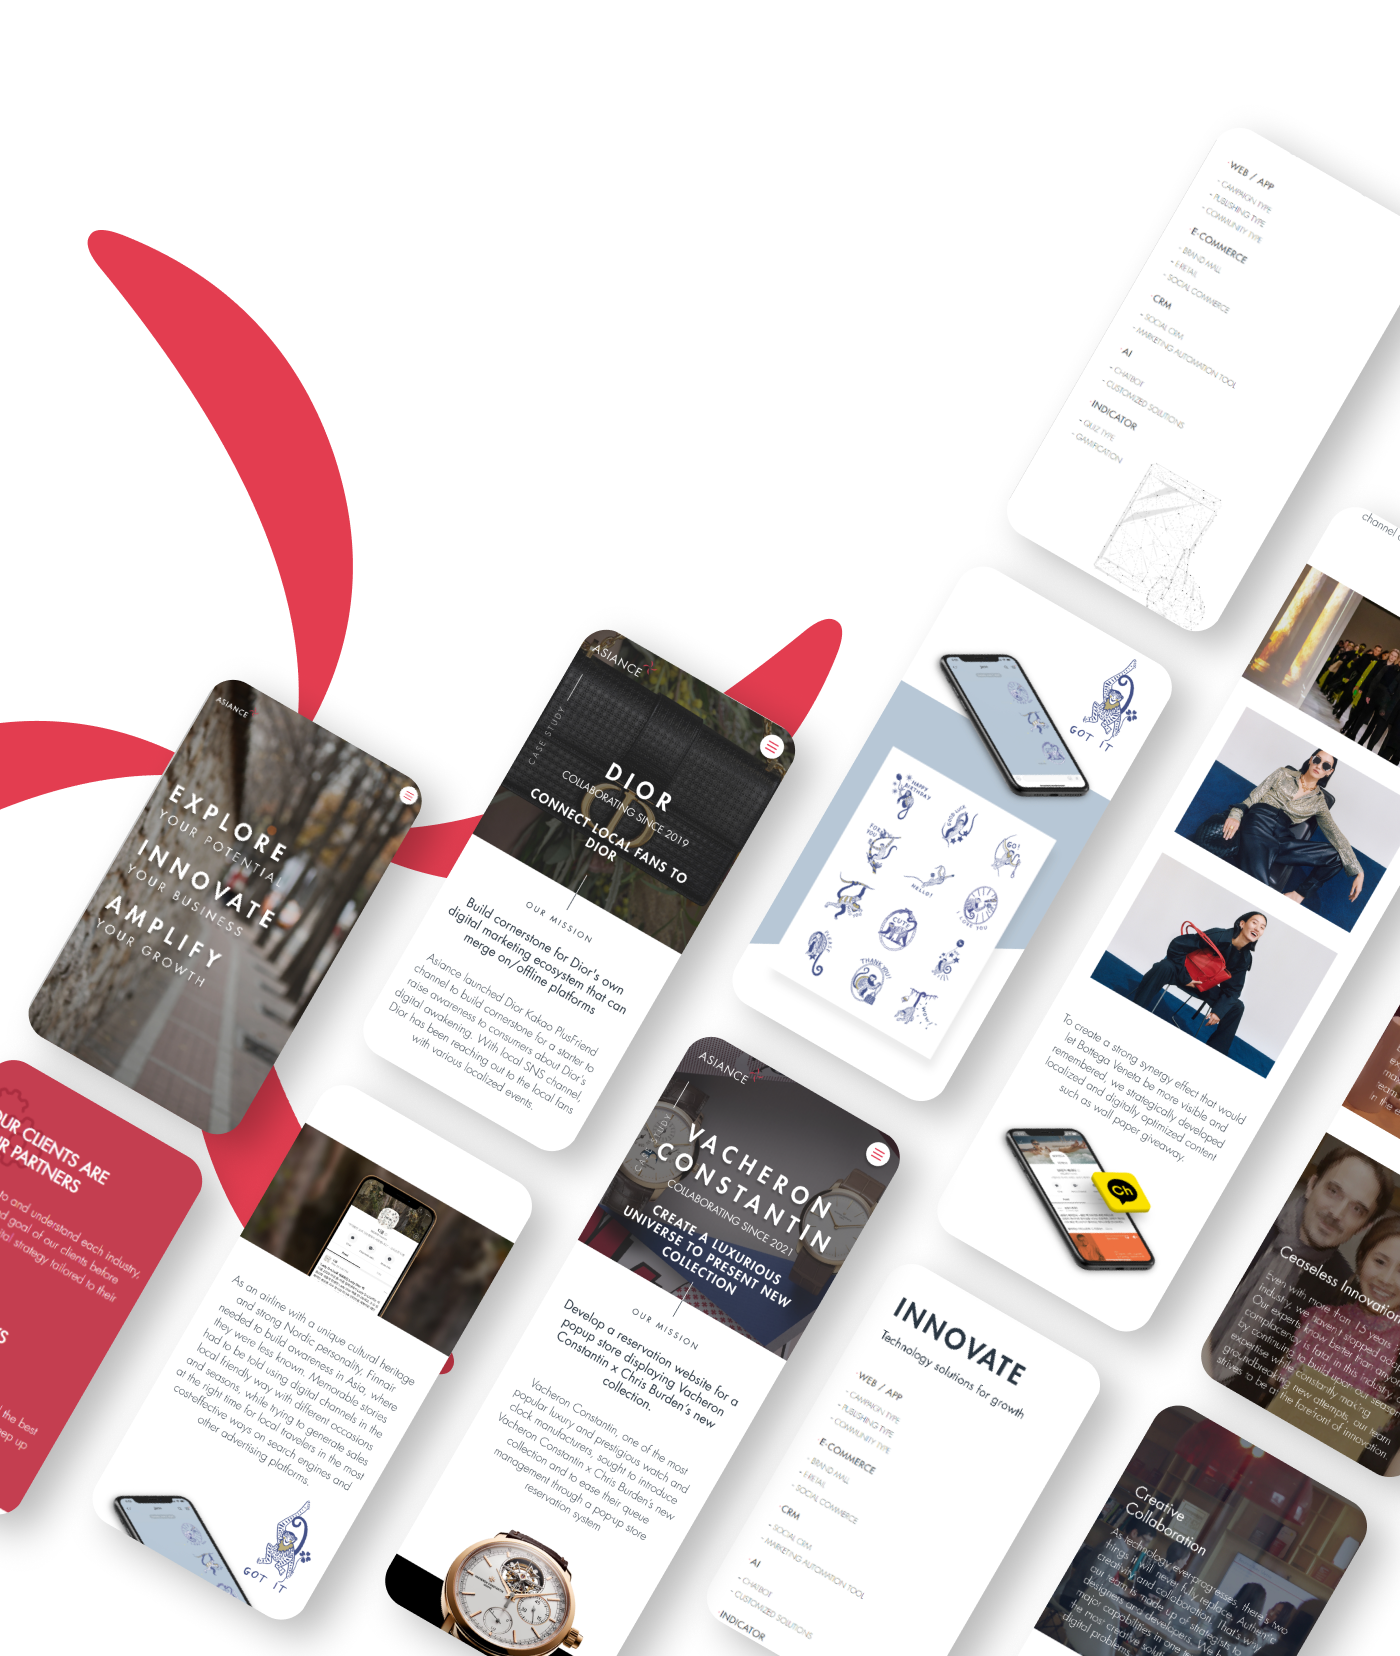 ·WEB / APP
- CAMPAIGN TYPE
- PUBLISHING TYPE
- COMMUNITY TYPE
·E-COMMERCE
- BRAND MALL
- E-RETAIL
- SOCIAL COMMERCE
·CRM
- SOCIAL CRM
- MARKETING AUTOMATION TOOL
·AI
- CHATBOT
- CUSTOMIZED SOLUTIONS
·INDICATOR
- QUIZ TYPE
- GAMIFICATION
channel
ASIANCE
EXPLORE
YOUR POTENTIAL
INNOVATE
YOUR BUSINESS
AMPLIFY
YOUR GROWTH
ASIANCE
CASE STUDY
DIOR
COLLABORATING SINCE 2019
CONNECT LOCAL FANS TO
DIOR
OUR MISSION
Build cornerstone for Dior's own
digital marketing ecosystem that can
merge on/offline platforms
Asiance launched Dior Kakao PlusFriend
channel to build cornerstone for a starter to
raise awareness to consumers about Dior's
digital awakening. With local SNS channel,
Dior has been reaching out to the local fans
with various localized events.
GOT IT
HAPPY BIRTHDAY
GOOD LUCK
GO!
FOR YOU
HELLO!
I LOVE YOU
CUTE
THANK YOU!
WOW!
To create a strong synergy effect that would
let Bottega Veneta be more visible and
remembered, we strategically developed
localized and digitally optimized content
such as wall paper giveaway.
Ch
OUR CLIENTS ARE
R PARTNERS
to and understand each industry,
d goal of our clients before
ital strategy tailored to their
S
d the best
eep up
As an airline with a unique cultural heritage
and strong Nordic personality, Finnair
needed to build awareness in Asia, where
they were less known. Memorable stories
had to be told using digital channels in the
local friendly way with different occasions
and seasons, while trying to generate sales
at the right time for local travelers in the most
costeffective ways on search engines and
other advertising platforms.
GOT IT
ASIANCE
CASE STUDY
VACHERON
CONSTANTIN
COLLABORATING SINCE 2021
CREATE A LUXURIOUS
UNIVERSE TO PRESENT NEW
COLLECTION
OUR MISSION
Develop a reservation website for a
popup store displaying Vacheron
Constantin x Chris Burden's new
collection.
Vacheron Constantin, one of the most
popular luxury and prestigious watch and
clock manufacturers, sought to introduce
Vacheron Constantin x Chris Burden's new
collection and to ease their queue
management through a pop-up store
reservation system
INNOVATE
Technology solutions for growth
·WEB / APP
- CAMPAIGN TYPE
- PUBLISHING TYPE
- COMMUNITY TYPE
·E-COMMERCE
- BRAND MALL
- E-RETAIL
- SOCIAL COMMERCE
·CRM
- SOCIAL CRM
- MARKETING AUTOMATION TOOL
·AI
- CHATBOT
- CUSTOMIZED SOLUTIONS
·INDICATOR
Ceaseless Innovation
Even with more than 15 years
industry, we haven't slopped
Our experts know better than
complacency is fatal in this
by continuing to build upon our
expertise while constantly making
groundbreaking new attempts, our team
strives to be at the forefront of innovation
Creative
Collaboration
As technology ever-progresses, there's two
things it will never fully replace. Authentic
creativity and collaboration. That's why
our team is made up of strategists to
designers and developers. We
major capabilities in one
the most creative
digital problems.